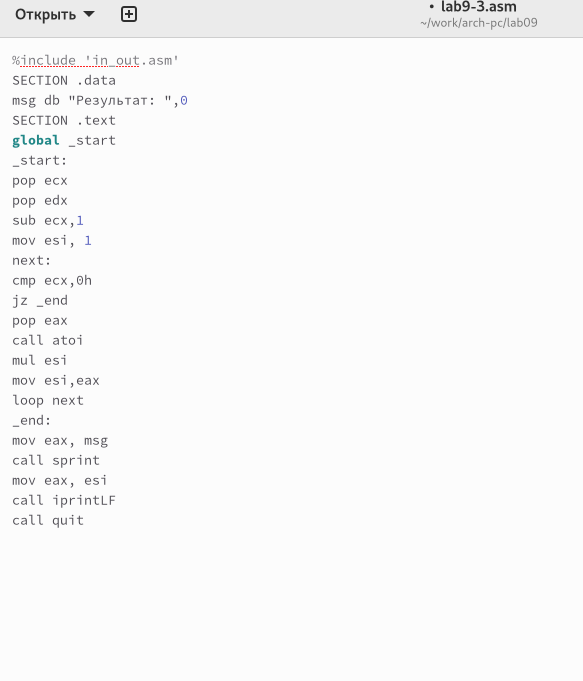 Открыть
• lab9-3.asm
~/work/arch-pc/lab09
%include 'in_out.asm'
SECTION .data
msg db "Результат: ",0
SECTION .text
global _start
_start:
pop ecx
pop edx
sub ecx,1
mov esi, 1
next:
cmp ecx,0h
jz _end
pop eax
call atoi
mul esi
mov esi,eax
loop next
_end:
mov eax, msg
call sprint
mov eax, esi
call iprintLF
call quit